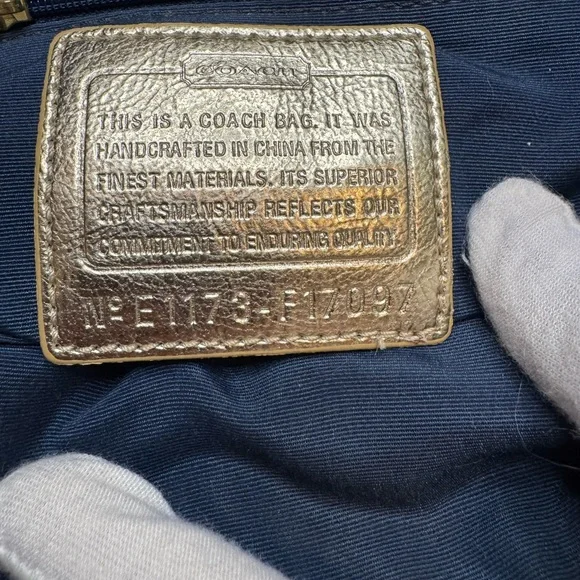 COACH
THIS IS A COACH BAG. IT WAS
HANDCRAFTED IN CHINA FROM THE
FINEST MATERIALS. ITS SUPERIOR
CRAFTSMANSHIP REFLECTS OUR
COMMITMENT TO ENDURING QUALITY.
Nº E1173-F17097